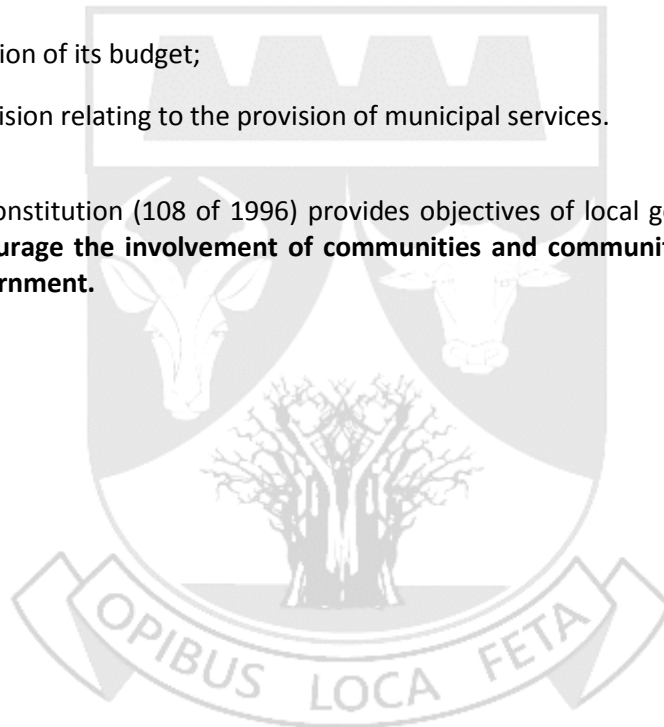 ion of its budget;
ision relating to the provision of municipal services.
onstitution (108 of 1996) provides objectives of local g
urage the involvement of communities and communi
rnment.
OPIBUS LOCA FETA